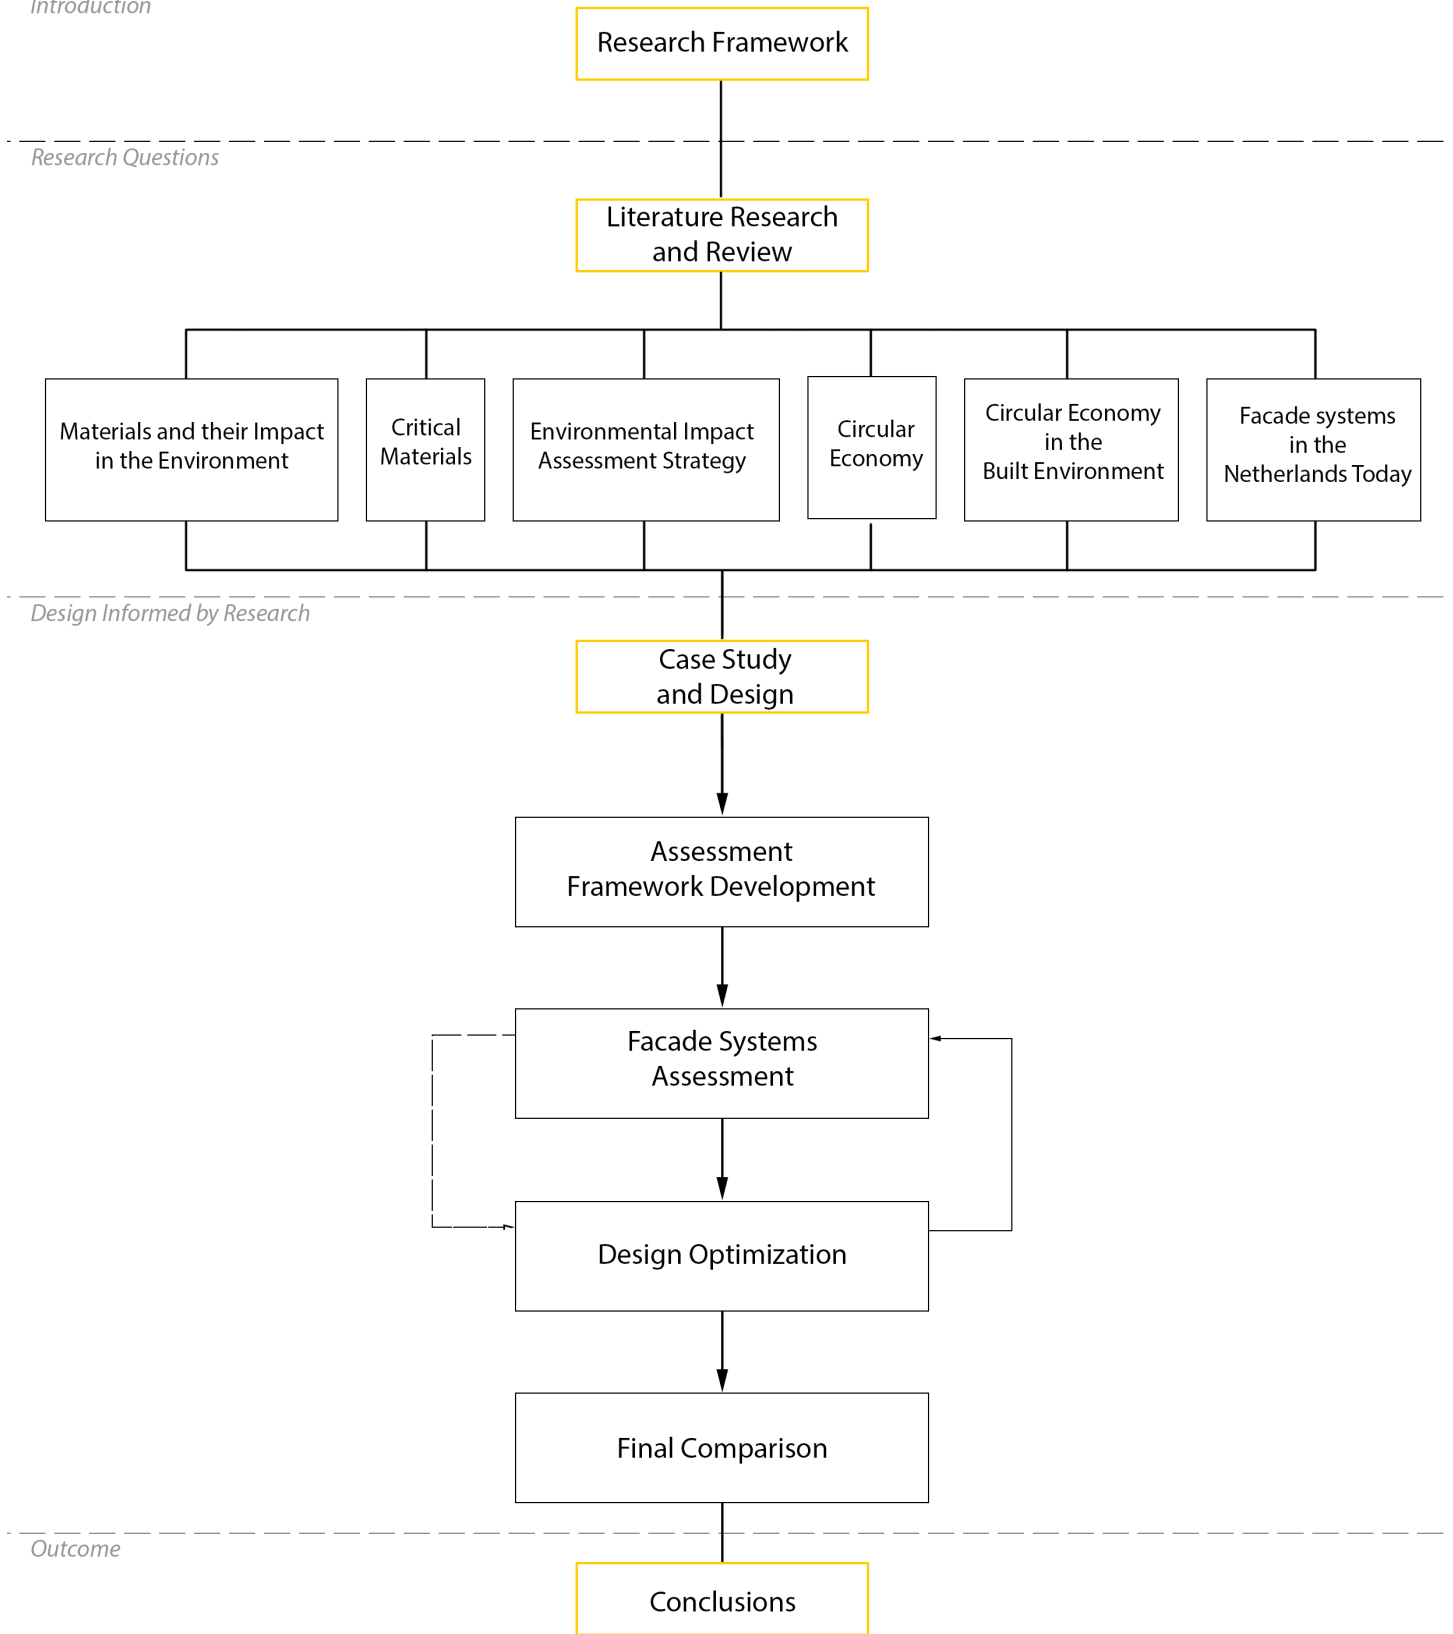 Introduction
Research Framework
Research Questions
Literature Research
and Review
Materials and their Impact
in the Environment
Critical
Materials
Environmental Impact
Assessment Strategy
Circular
Economy
Circular Economy
in the
Built Environment
Facade systems
in the
Netherlands Today
Design Informed by Research
Case Study
and Design
Assessment
Framework Development
Facade Systems
Assessment
Design Optimization
Final Comparison
Outcome
Conclusions